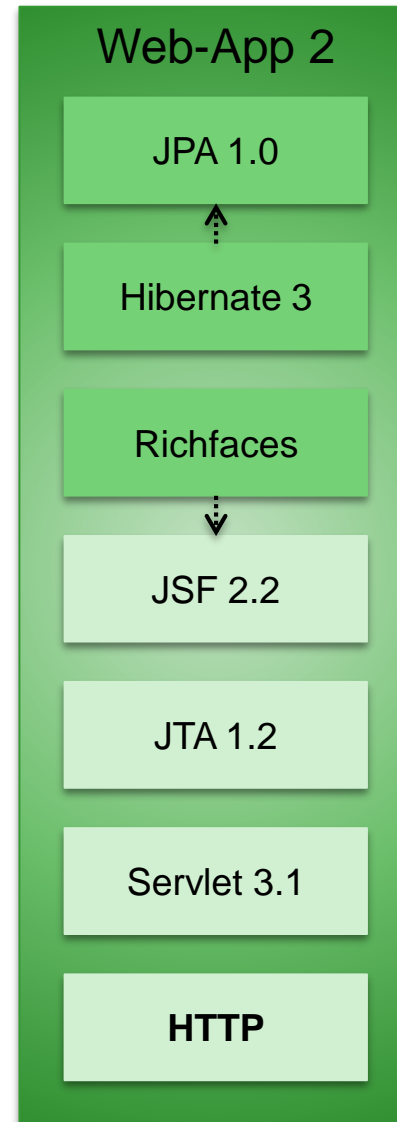 Web-App 2
JPA 1.0
Hibernate 3
Richfaces
JSF 2.2
JTA 1.2
Servlet 3.1
HTTP